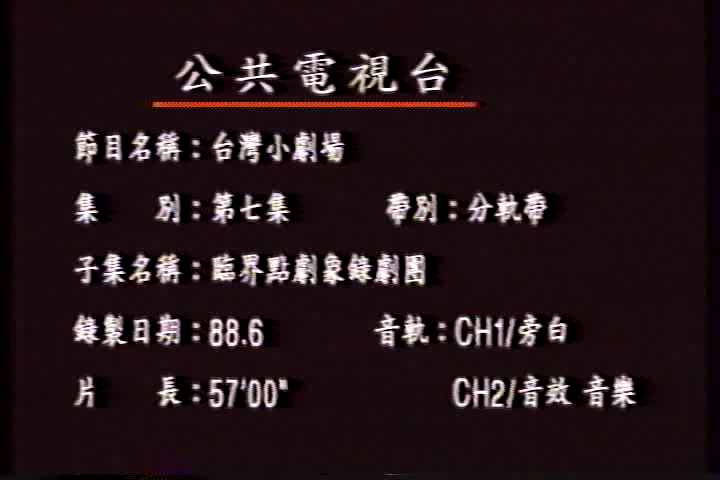 公共電視台
節目名稱：台灣小劇場
集　別：第七集　帶別：分軌帶
子集名稱：臨界點劇象錄劇團
錄製日期：88.6　音軌：CH1/旁白
片　長：57'00"　CH2/音效 音樂